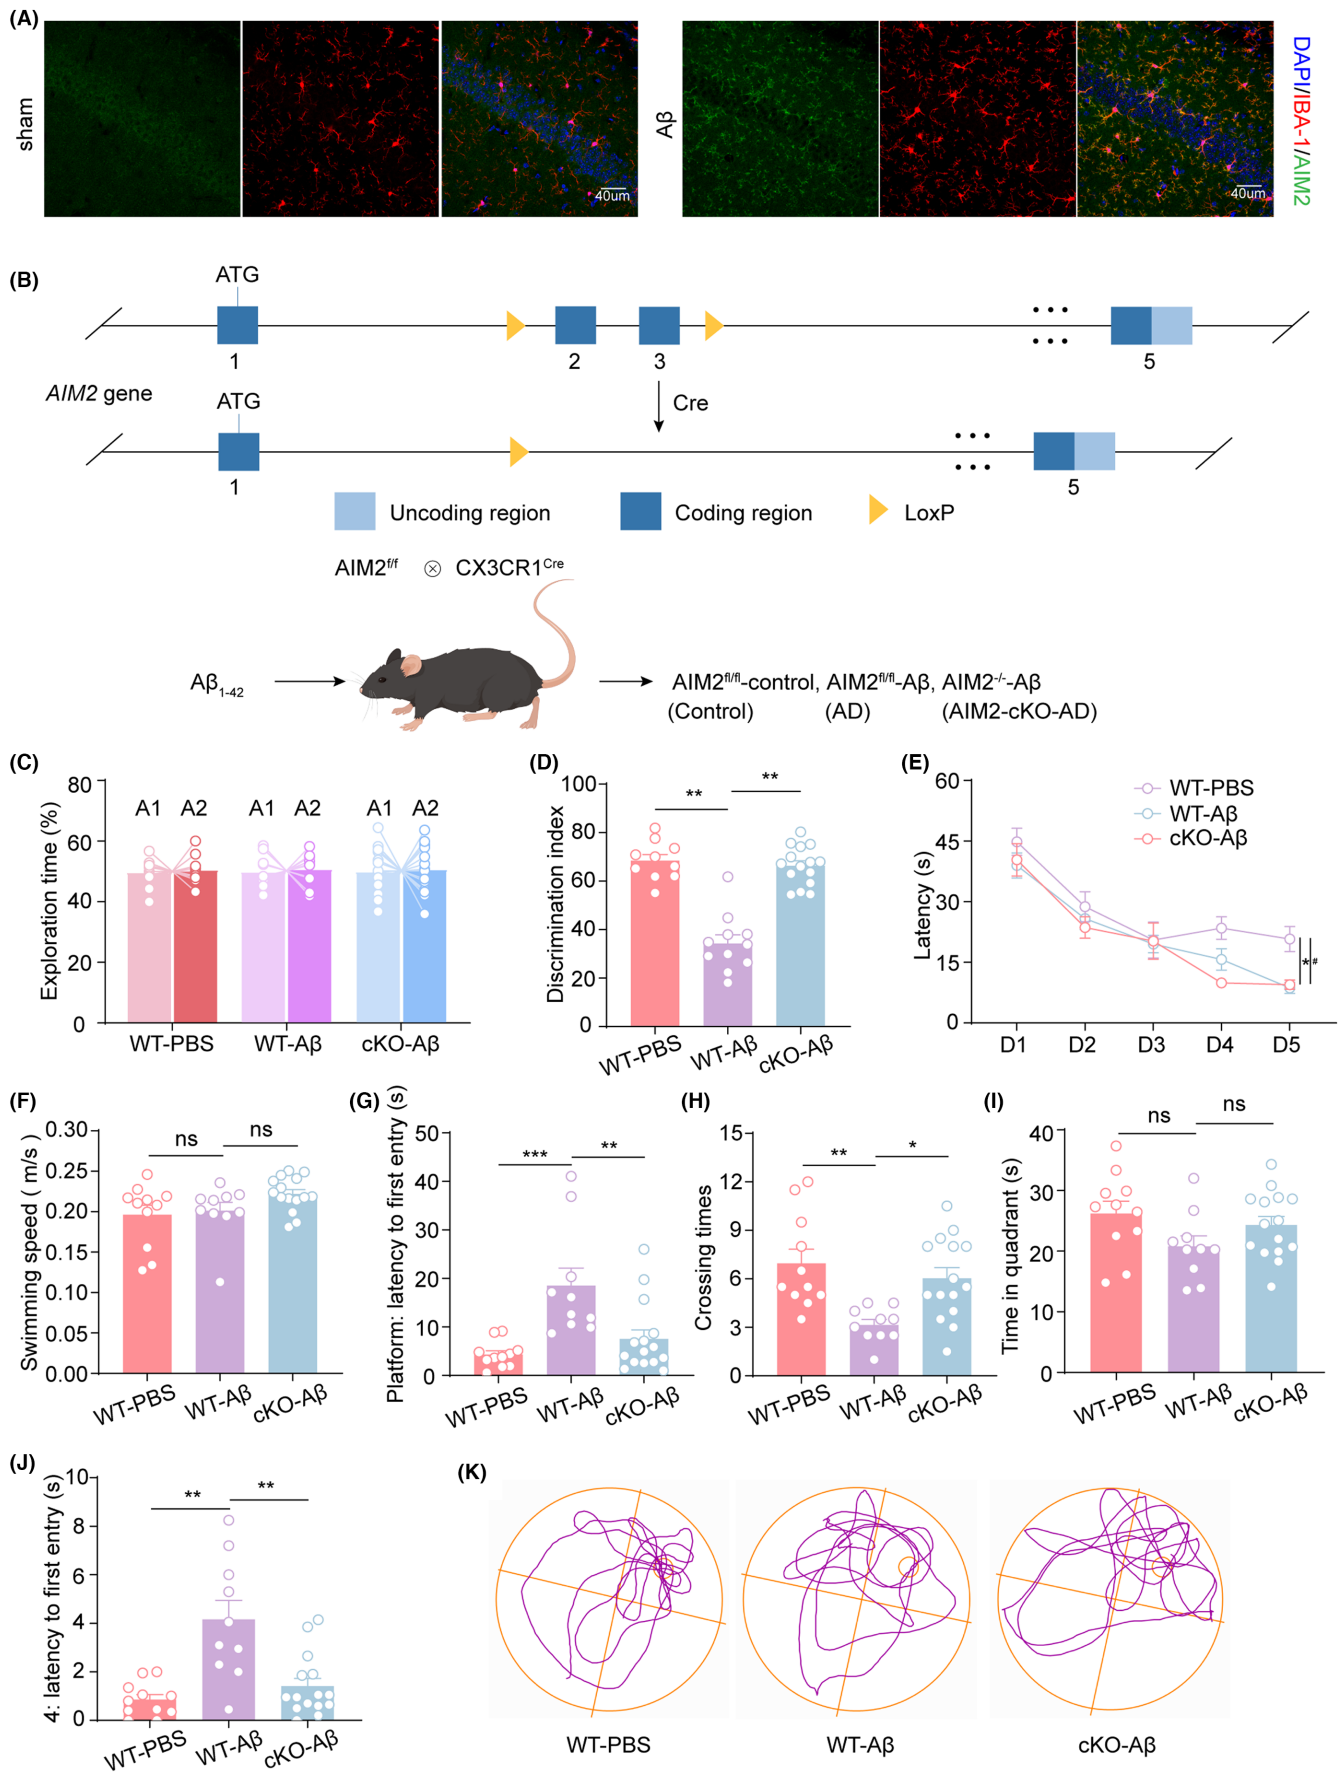 (A)
sham
40um
Aβ
40um
DAPI/IBA-1/AIM2
(B)
ATG
1
2
3
5
AIM2 gene
Cre
ATG
1
5
Uncoding region
Coding region
LoxP
AIM2f/f ⊗ CX3CR1Cre
Aβ1-42
AIM2fl/fl-control, AIM2fl/fl-Aβ, AIM2-/--Aβ
(Control) (AD) (AIM2-cKO-AD)
(C)
Exploration time (%)
80
60
40
20
0
A1 A2 A1 A2 A1 A2
WT-PBS WT-Aβ cKO-Aβ
(D)
Discrimination index
100
80
60
40
20
0
** **
WT-PBS WT-Aβ cKO-Aβ
(E)
Latency (s)
60
45
30
15
0
WT-PBS
WT-Aβ
cKO-Aβ
* #
D1 D2 D3 D4 D5
(F)
Swimming speed ( m/s )
0.30
0.25
0.20
0.15
0.10
0.05
0.00
ns ns
WT-PBS WT-Aβ cKO-Aβ
(G)
Platform: latency to first entry (s)
50
40
30
20
10
0
*** **
WT-PBS WT-Aβ cKO-Aβ
(H)
Crossing times
15
12
9
6
3
0
** *
WT-PBS WT-Aβ cKO-Aβ
(I)
Time in quadrant (s)
40
30
20
10
0
ns ns
WT-PBS WT-Aβ cKO-Aβ
(J)
4: latency to first entry (s)
10
8
6
4
2
0
** **
WT-PBS WT-Aβ cKO-Aβ
(K)
WT-PBS WT-Aβ cKO-Aβ